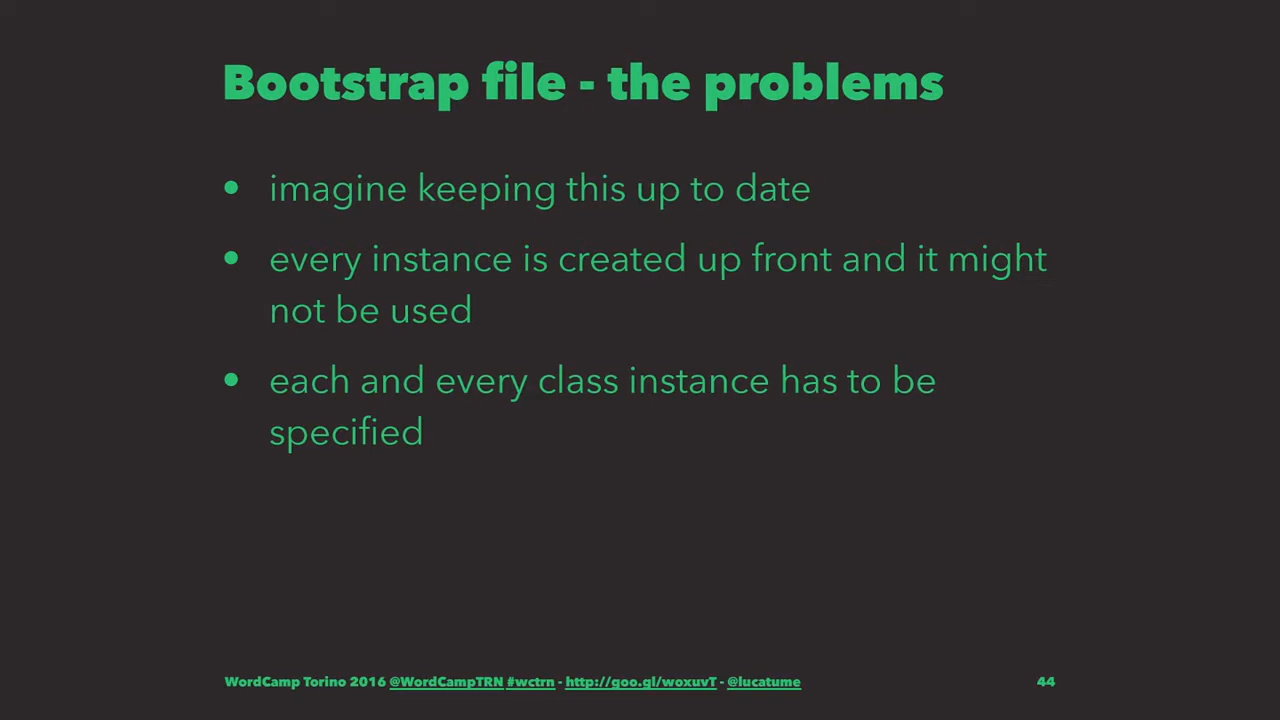 Bootstrap file - the problems
• imagine keeping this up to date
• every instance is created up front and it might
not be used
• each and every class instance has to be
specified
WordCamp Torino 2016 @WordCampTRN #wctrn - http://goo.gl/woxuvT - @lucatume 44